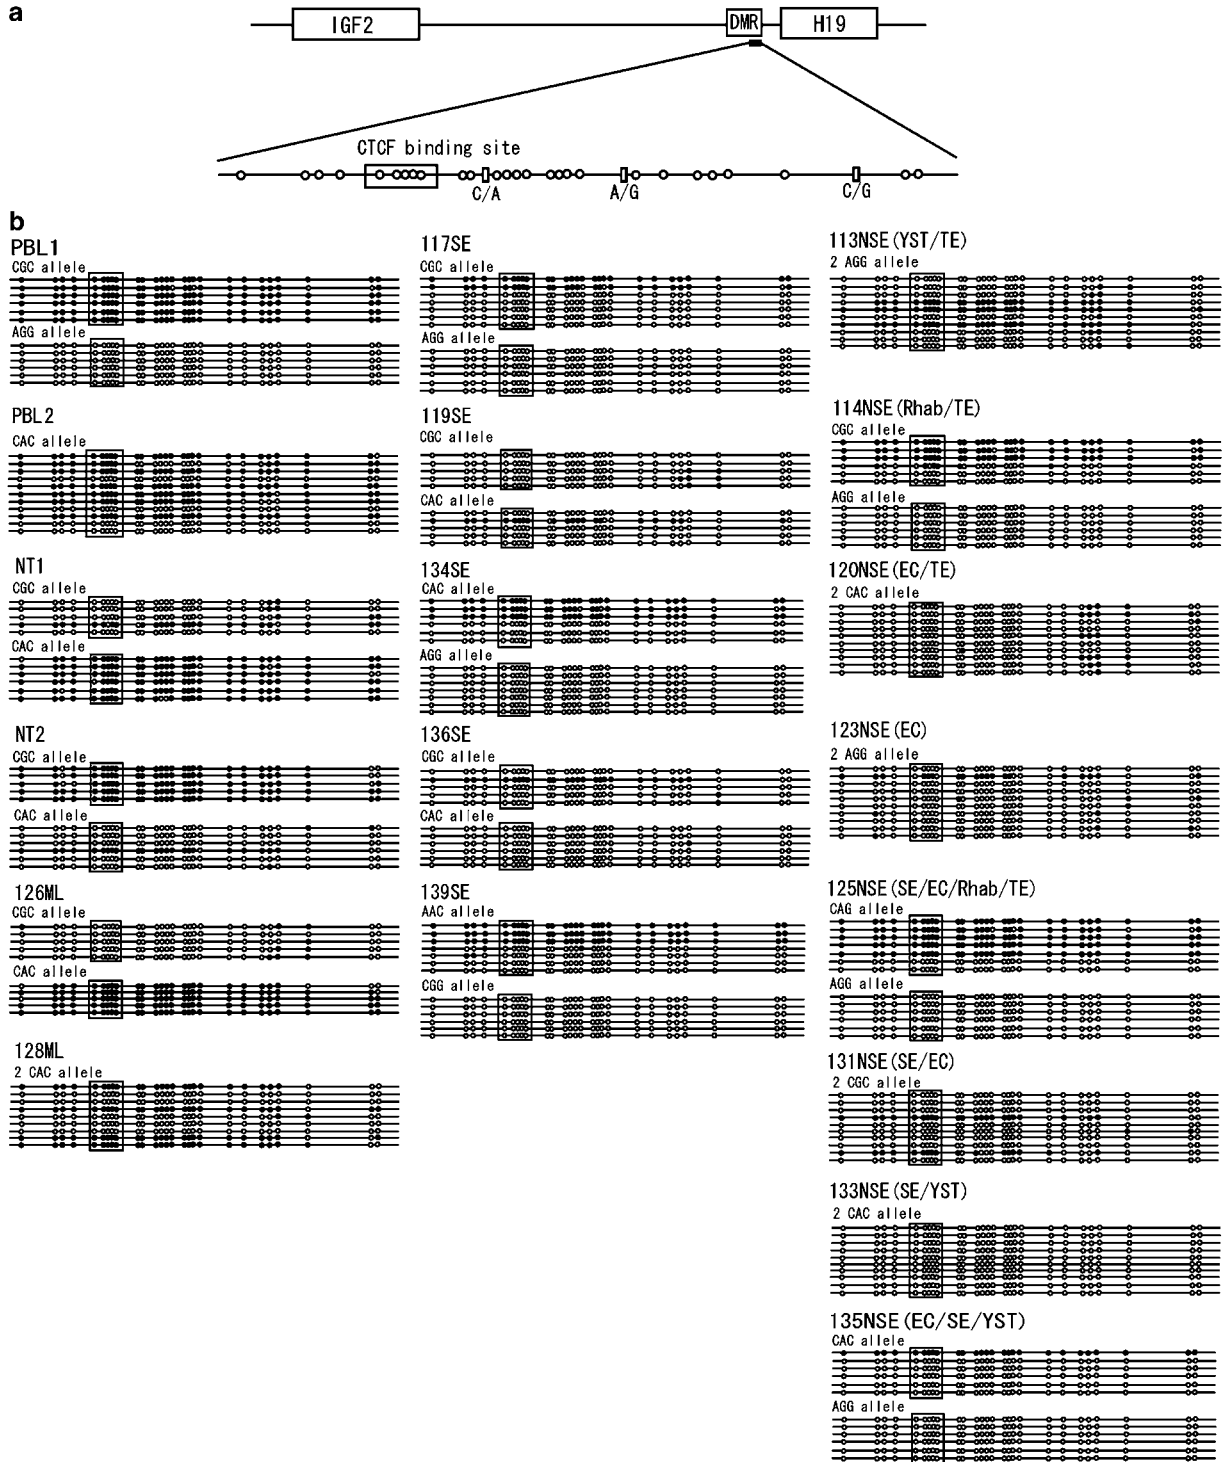 a
IGF2
DMR
H19
CTCF binding site
C/A
A/G
C/G
b
PBL1
CGC allele
AGG allele
PBL2
CAC allele
NT1
CGC allele
CAC allele
NT2
CGC allele
CAC allele
126ML
CGC allele
CAC allele
128ML
2 CAC allele
117SE
CGC allele
AGG allele
119SE
CGC allele
CAC allele
134SE
CAC allele
AGG allele
136SE
CGC allele
CAC allele
139SE
AAC allele
CGG allele
113NSE(YST/TE)
2 AGG allele
114NSE(Rhab/TE)
CGC allele
AGG allele
120NSE(EC/TE)
2 CAC allele
123NSE(EC)
2 AGG allele
125NSE(SE/EC/Rhab/TE)
CAG allele
AGG allele
131NSE(SE/EC)
2 CGC allele
133NSE(SE/YST)
2 CAC allele
135NSE(EC/SE/YST)
CAC allele
AGG allele